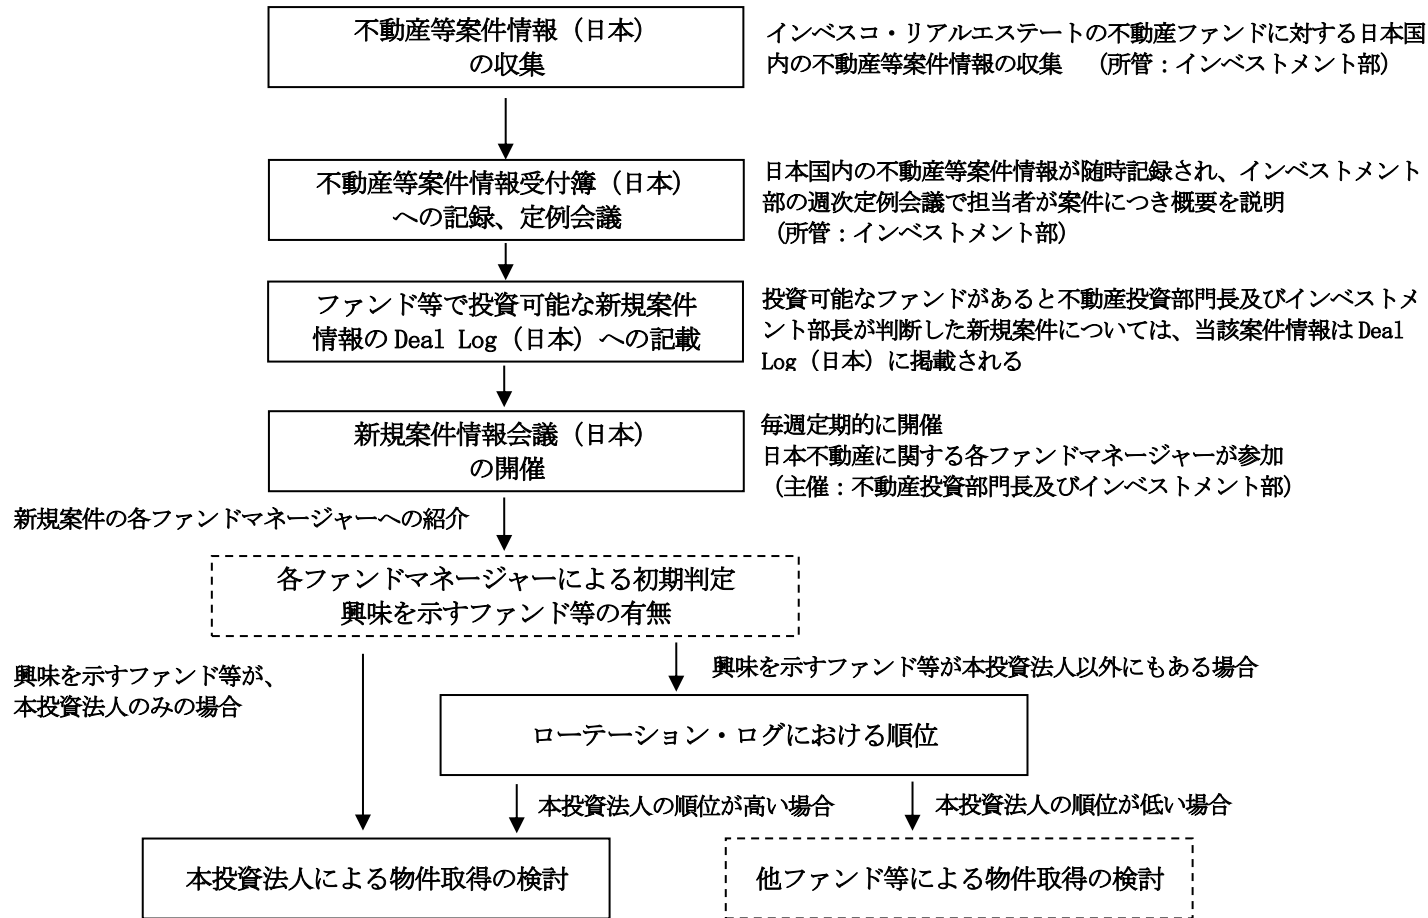 不動産等案件情報（日本）
の収集
インベスコ・リアルエステートの不動産ファンドに対する日本国
内の不動産等案件情報の収集　（所管：インベストメント部）
不動産等案件情報受付簿（日本）
への記録、定例会議
日本国内の不動産等案件情報が随時記録され、インベストメント
部の週次定例会議で担当者が案件につき概要を説明
（所管：インベストメント部）
ファンド等で投資可能な新規案件
情報の Deal Log（日本）への記載
投資可能なファンドがあると不動産投資部門長及びインベストメ
ント部長が判断した新規案件については、当該案件情報は Deal
Log（日本）に掲載される
新規案件情報会議（日本）
の開催
毎週定期的に開催
日本不動産に関する各ファンドマネージャーが参加
（主催：不動産投資部門長及びインベストメント部）
新規案件の各ファンドマネージャーへの紹介
各ファンドマネージャーによる初期判定
興味を示すファンド等の有無
興味を示すファンド等が、
本投資法人のみの場合
興味を示すファンド等が本投資法人以外にもある場合
ローテーション・ログにおける順位
本投資法人の順位が高い場合
本投資法人の順位が低い場合
本投資法人による物件取得の検討
他ファンド等による物件取得の検討